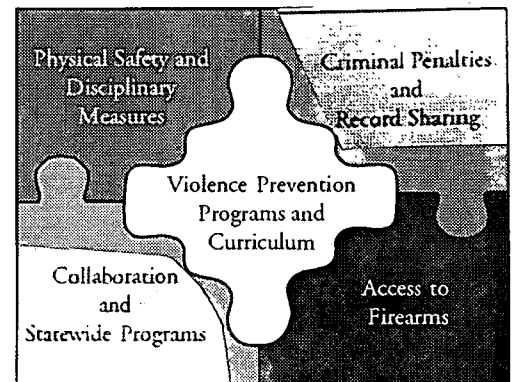 Physical Safety and
Disciplinary
Measures
Criminal Penalties
and
Record Sharing
Violence Prevention
Programs and
Curriculum
Collaboration
and
Statewide Programs
Access to
Firearms